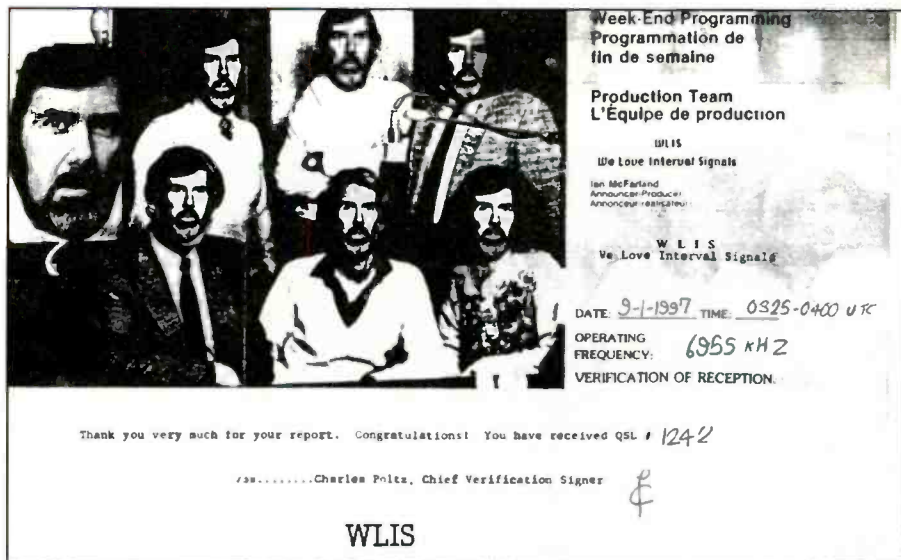 Week-End Programming
Programmation de
fin de semaine
Production Team
L'Équipe de production
WLIS
We Love Interval Signals
Ian McFarland
Announcer-Producer
Annonceur-réalisateur
W L I S
We Love Interval Signals
DATE: 9-1-1997 TIME: 0325-0400 UTC
OPERATING
FREQUENCY: 6955 KHZ
VERIFICATION OF RECEPTION.
Thank you very much for your report. Congratulations! You have received QSL #
........Charles Poltz, Chief Verification Signer
WLIS